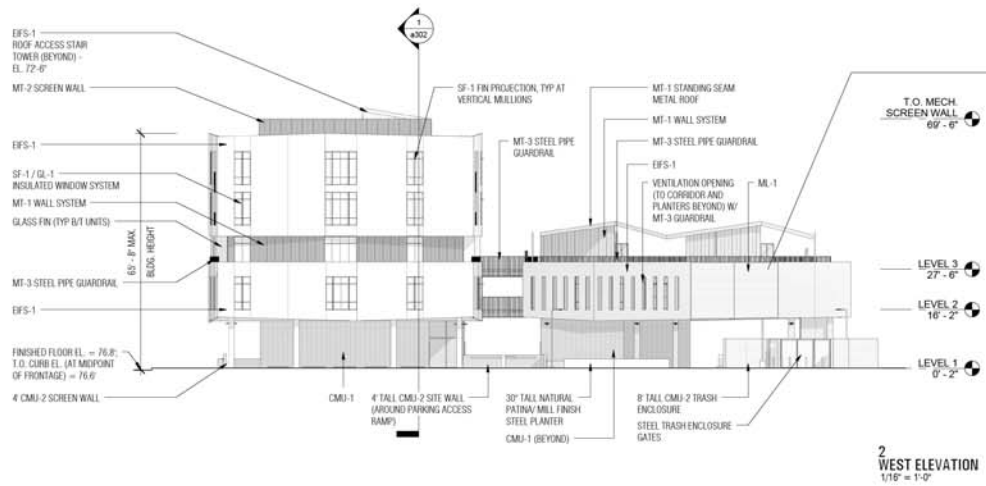 1
a302
EIFS-1
ROOF ACCESS STAIR
TOWER (BEYOND) -
EL. 72'-6"
MT-2 SCREEN WALL
EIFS-1
SF-1 / GL-1
INSULATED WINDOW SYSTEM
MT-1 WALL SYSTEM
GLASS FIN (TYP B/T UNITS)
MT-3 STEEL PIPE GUARDRAIL
EIFS-1
FINISHED FLOOR EL. = 76.8';
T.O. CURB EL. (AT MIDPOINT
OF FRONTAGE) = 76.6'
4' CMU-2 SCREEN WALL
65' - 8" MAX.
BLDG. HEIGHT
SF-1 FIN PROJECTION, TYP AT
VERTICAL MULLIONS
MT-3 STEEL PIPE
GUARDRAIL
MT-1 STANDING SEAM
METAL ROOF
MT-1 WALL SYSTEM
MT-3 STEEL PIPE GUARDRAIL
EIFS-1
VENTILATION OPENING
(TO CORRIDOR AND
PLANTERS BEYOND) W/
MT-3 GUARDRAIL
ML-1
T.O. MECH.
SCREEN WALL
69' - 6"
LEVEL 3
27' - 6"
LEVEL 2
16' - 2"
LEVEL 1
0' - 2"
CMU-1
4' TALL CMU-2 SITE WALL
(AROUND PARKING ACCESS
RAMP)
30" TALL NATURAL
PATINA/ MILL FINISH
STEEL PLANTER
CMU-1 (BEYOND)
8' TALL CMU-2 TRASH
ENCLOSURE
STEEL TRASH ENCLOSURE
GATES
2
WEST ELEVATION
1/16" = 1'-0"